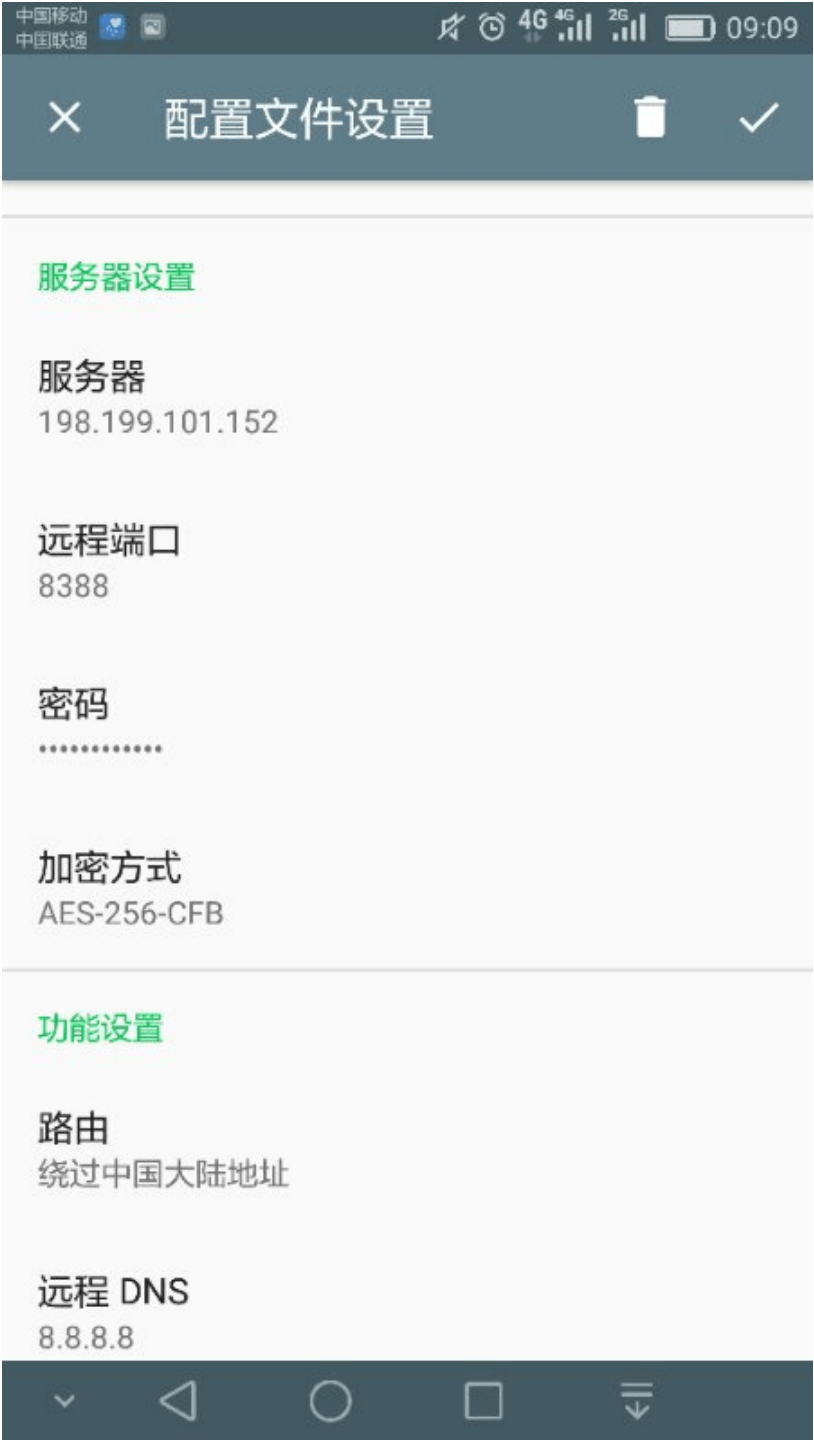 中国移动
中国联通
4G 4G 2G 09:09
配置文件设置
服务器设置
服务器
198.199.101.152
远程端口
8388
密码
••••••••••••
加密方式
AES-256-CFB
功能设置
路由
绕过中国大陆地址
远程 DNS
8.8.8.8